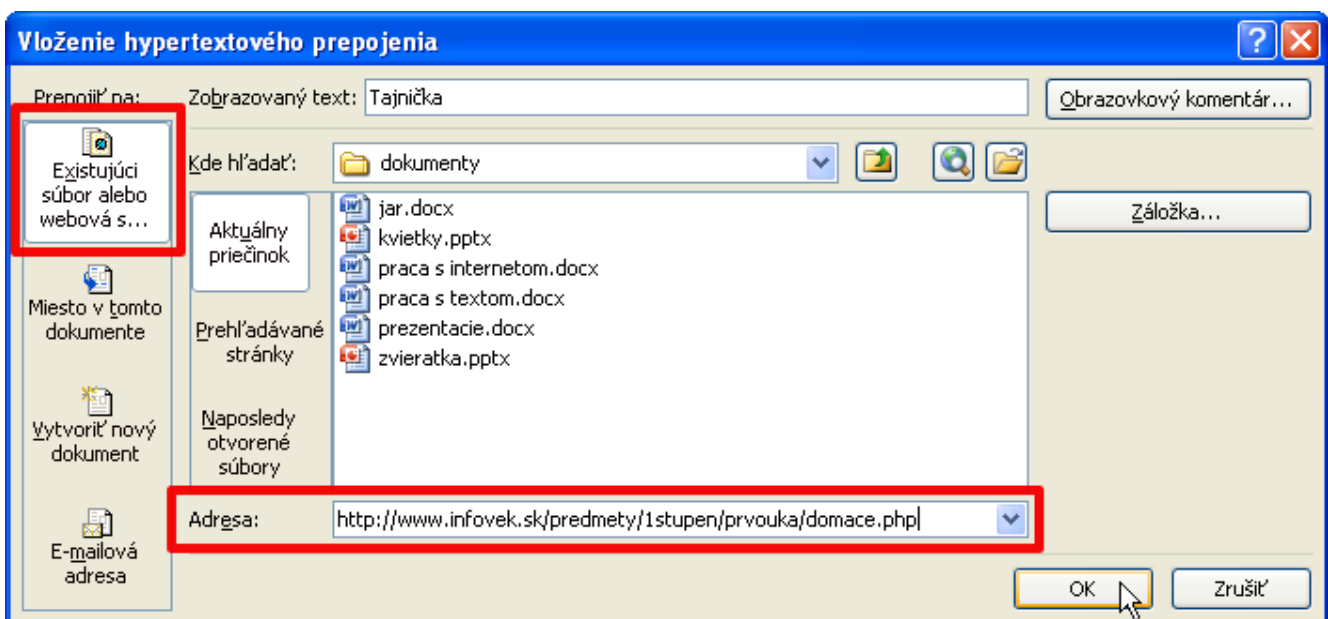 Vloženie hypertextového prepojenia
Prepojiť na:
Zobrazovaný text: Tajnička
Obrazovkový komentár...
Existujúci
súbor alebo
webová s...
Kde hľadať:
dokumenty
Záložka...
Aktuálny
priečinok
jar.docx
kvietky.pptx
praca s internetom.docx
praca s textom.docx
prezentacie.docx
zvieratka.pptx
Miesto v tomto
dokumente
Prehľadávané
stránky
Vytvoriť nový
dokument
Naposledy
otvorené
súbory
Adresa:
http://www.infovek.sk/predmety/1stupen/prvouka/domace.php
E-mailová
adresa
OK
Zrušiť